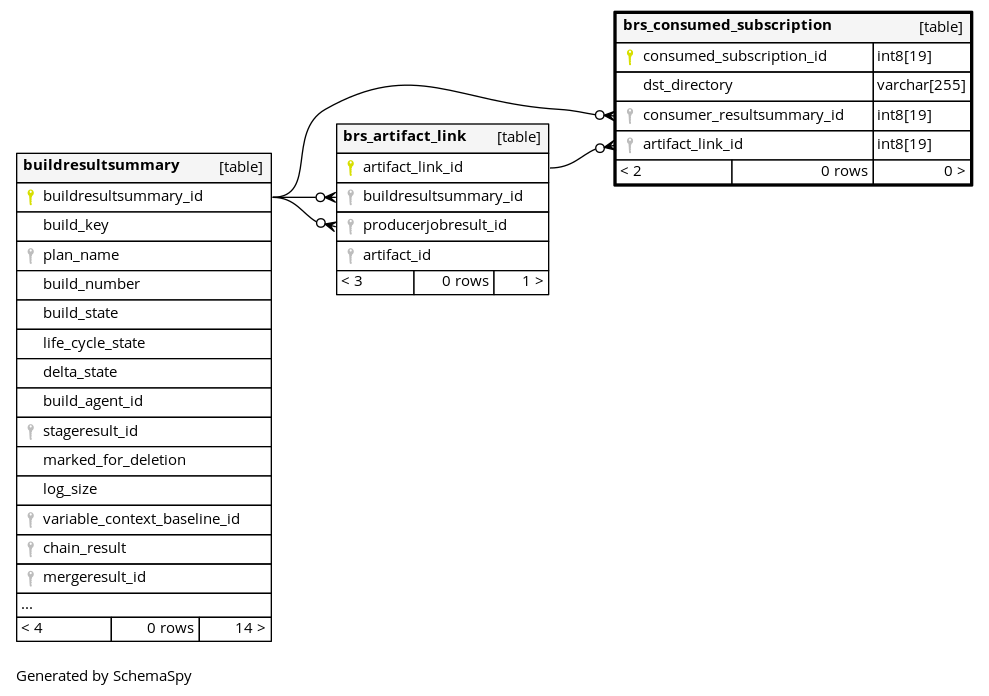 brs_consumed_subscription [table]
consumed_subscription_id int8[19]
dst_directory varchar[255]
consumer_resultsummary_id int8[19]
artifact_link_id int8[19]
< 2 0 rows 0 >
brs_artifact_link [table]
artifact_link_id
buildresultsummary_id
producerjobresult_id
artifact_id
< 3 0 rows 1 >
buildresultsummary [table]
buildresultsummary_id
build_key
plan_name
build_number
build_state
life_cycle_state
delta_state
build_agent_id
stageresult_id
marked_for_deletion
log_size
variable_context_baseline_id
chain_result
mergeresult_id
...
< 4 0 rows 14 >
Generated by SchemaSpy